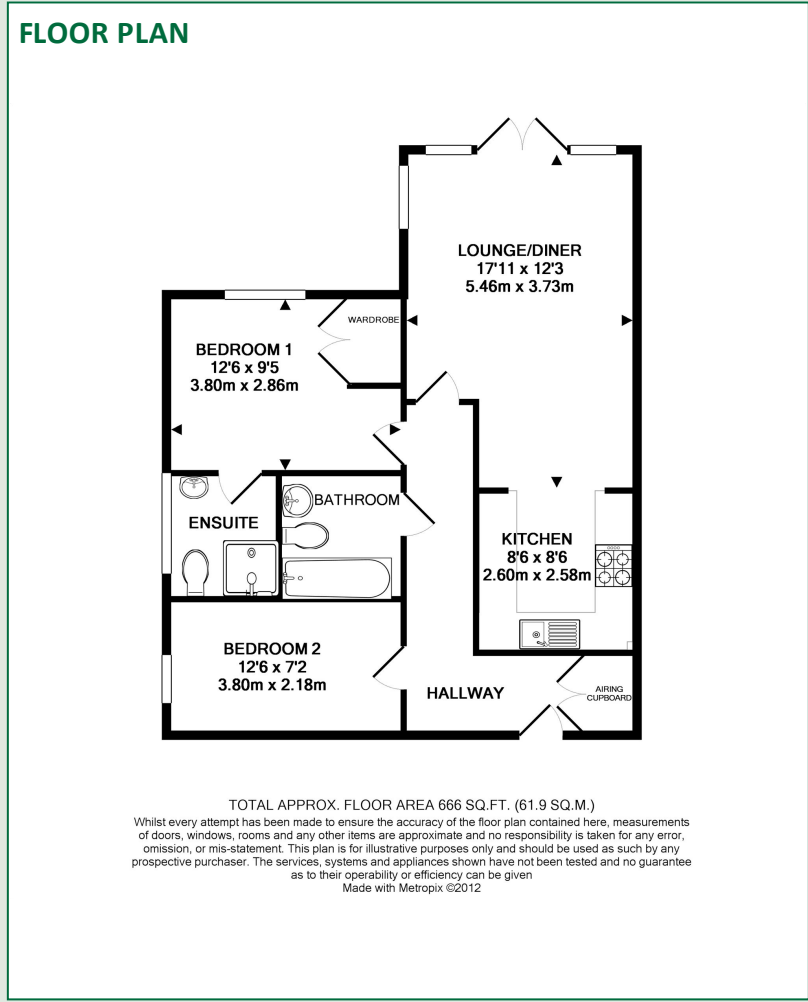 FLOOR PLAN
LOUNGE/DINER
17'11 x 12'3
5.46m x 3.73m
WARDROBE
BEDROOM 1
12'6 x 9'5
3.80m x 2.86m
BATHROOM
ENSUITE
KITCHEN
8'6 x 8'6
2.60m x 2.58m
BEDROOM 2
12'6 x 7'2
3.80m x 2.18m
HALLWAY
AIRING
CUPBOARD
TOTAL APPROX. FLOOR AREA 666 SQ.FT. (61.9 SQ.M.)
Whilst every attempt has been made to ensure the accuracy of the floor plan contained here, measurements
of doors, windows, rooms and any other items are approximate and no responsibility is taken for any error,
omission, or mis-statement. This plan is for illustrative purposes only and should be used as such by any
prospective purchaser. The services, systems and appliances shown have not been tested and no guarantee
as to their operability or efficiency can be given
Made with Metropix ©2012